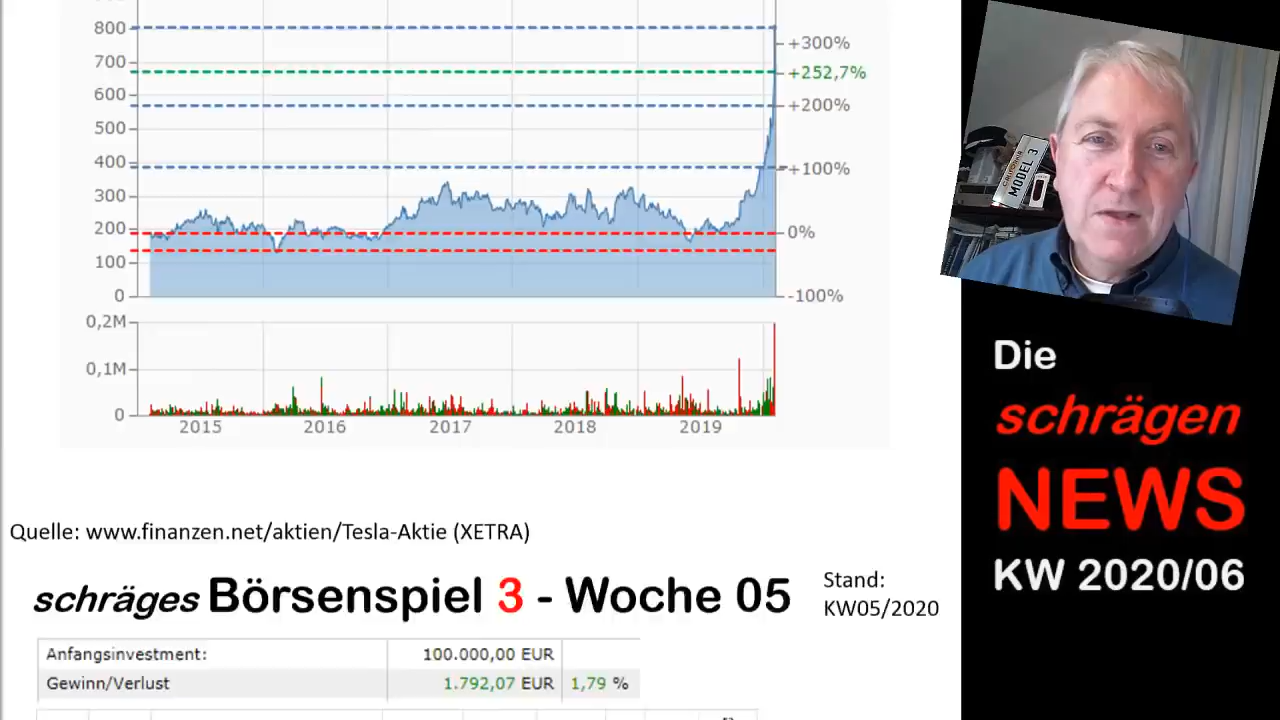 800
700
600
500
400
300
200
100
0
+300%
+252,7%
+200%
+100%
0%
-100%
0,2M
0,1M
0
2015
2016
2017
2018
2019
Quelle: www.finanzen.net/aktien/Tesla-Aktie (XETRA)
schräges Börsenspiel 3 - Woche 05
Stand:
KW05/2020
Anfangsinvestment: 100.000,00 EUR
Gewinn/Verlust 1.792,07 EUR 1,79 %
CALIFORNIA
MODEL 3
Die
schrägen
NEWS
KW 2020/06